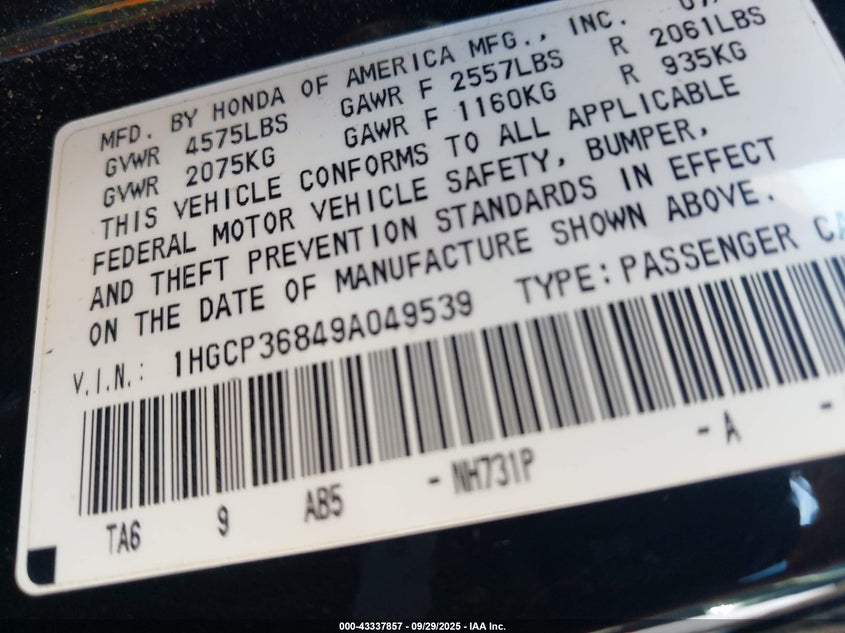 MFD. BY HONDA OF AMERICA MFG., INC.
GVWR 4575LBS GAWR F 2557LBS R 2061LBS
GVWR 2075KG GAWR F 1160KG R 935KG
THIS VEHICLE CONFORMS TO ALL APPLICABLE
FEDERAL MOTOR VEHICLE SAFETY, BUMPER,
AND THEFT PREVENTION STANDARDS IN EFFECT
ON THE DATE OF MANUFACTURE SHOWN ABOVE.
V.I.N.: 1HGCP36849A049539 TYPE:PASSENGER
TA6 9 AB5 -NH731P -A -
000-43337857 - 09/29/2025 - IAA Inc.